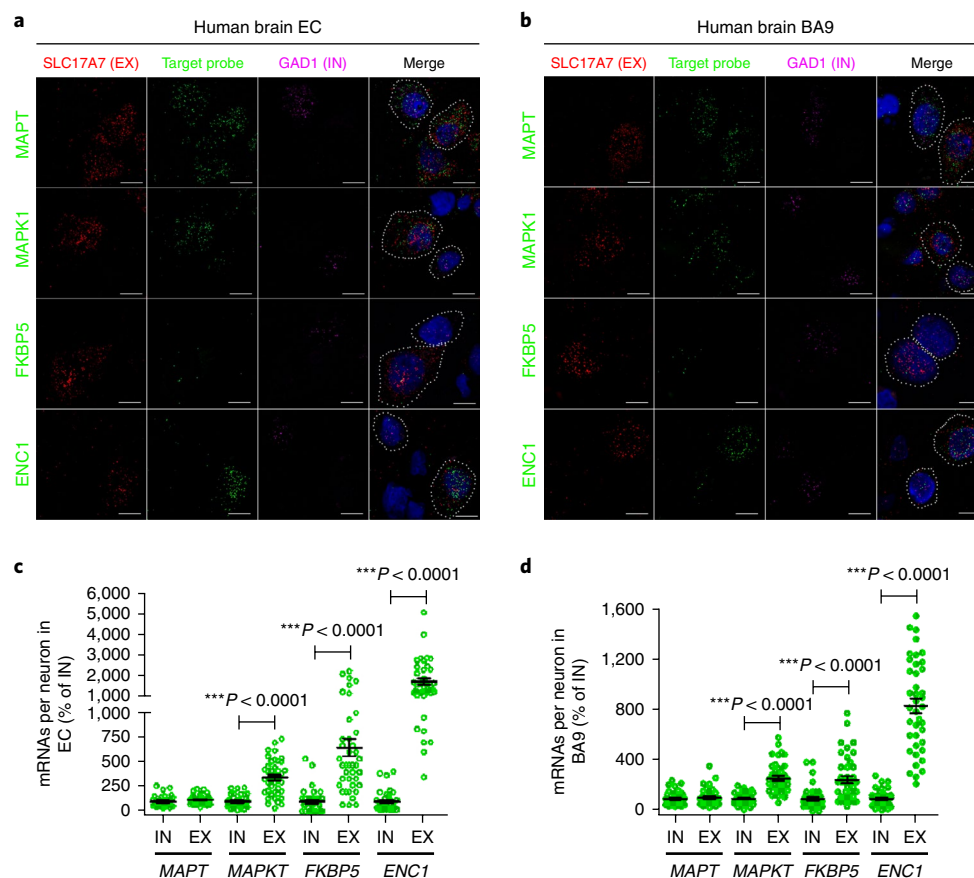 a
Human brain EC
SLC17A7 (EX) Target probe GAD1 (IN) Merge
MAPT
MAPK1
FKBP5
ENC1
b
Human brain BA9
SLC17A7 (EX) Target probe GAD1 (IN) Merge
MAPT
MAPK1
FKBP5
ENC1
c
mRNAs per neuron in
EC (% of IN)
6,000
5,000
4,000
3,000
2,000
1,000
1,000
750
500
250
0
***P < 0.0001
***P < 0.0001
***P < 0.0001
IN EX IN EX IN EX IN EX
MAPT MAPKT FKBP5 ENC1
d
mRNAs per neuron in
BA9 (% of IN)
1,600
1,200
800
400
0
***P < 0.0001
***P < 0.0001
***P < 0.0001
IN EX IN EX IN EX IN EX
MAPT MAPKT FKBP5 ENC1